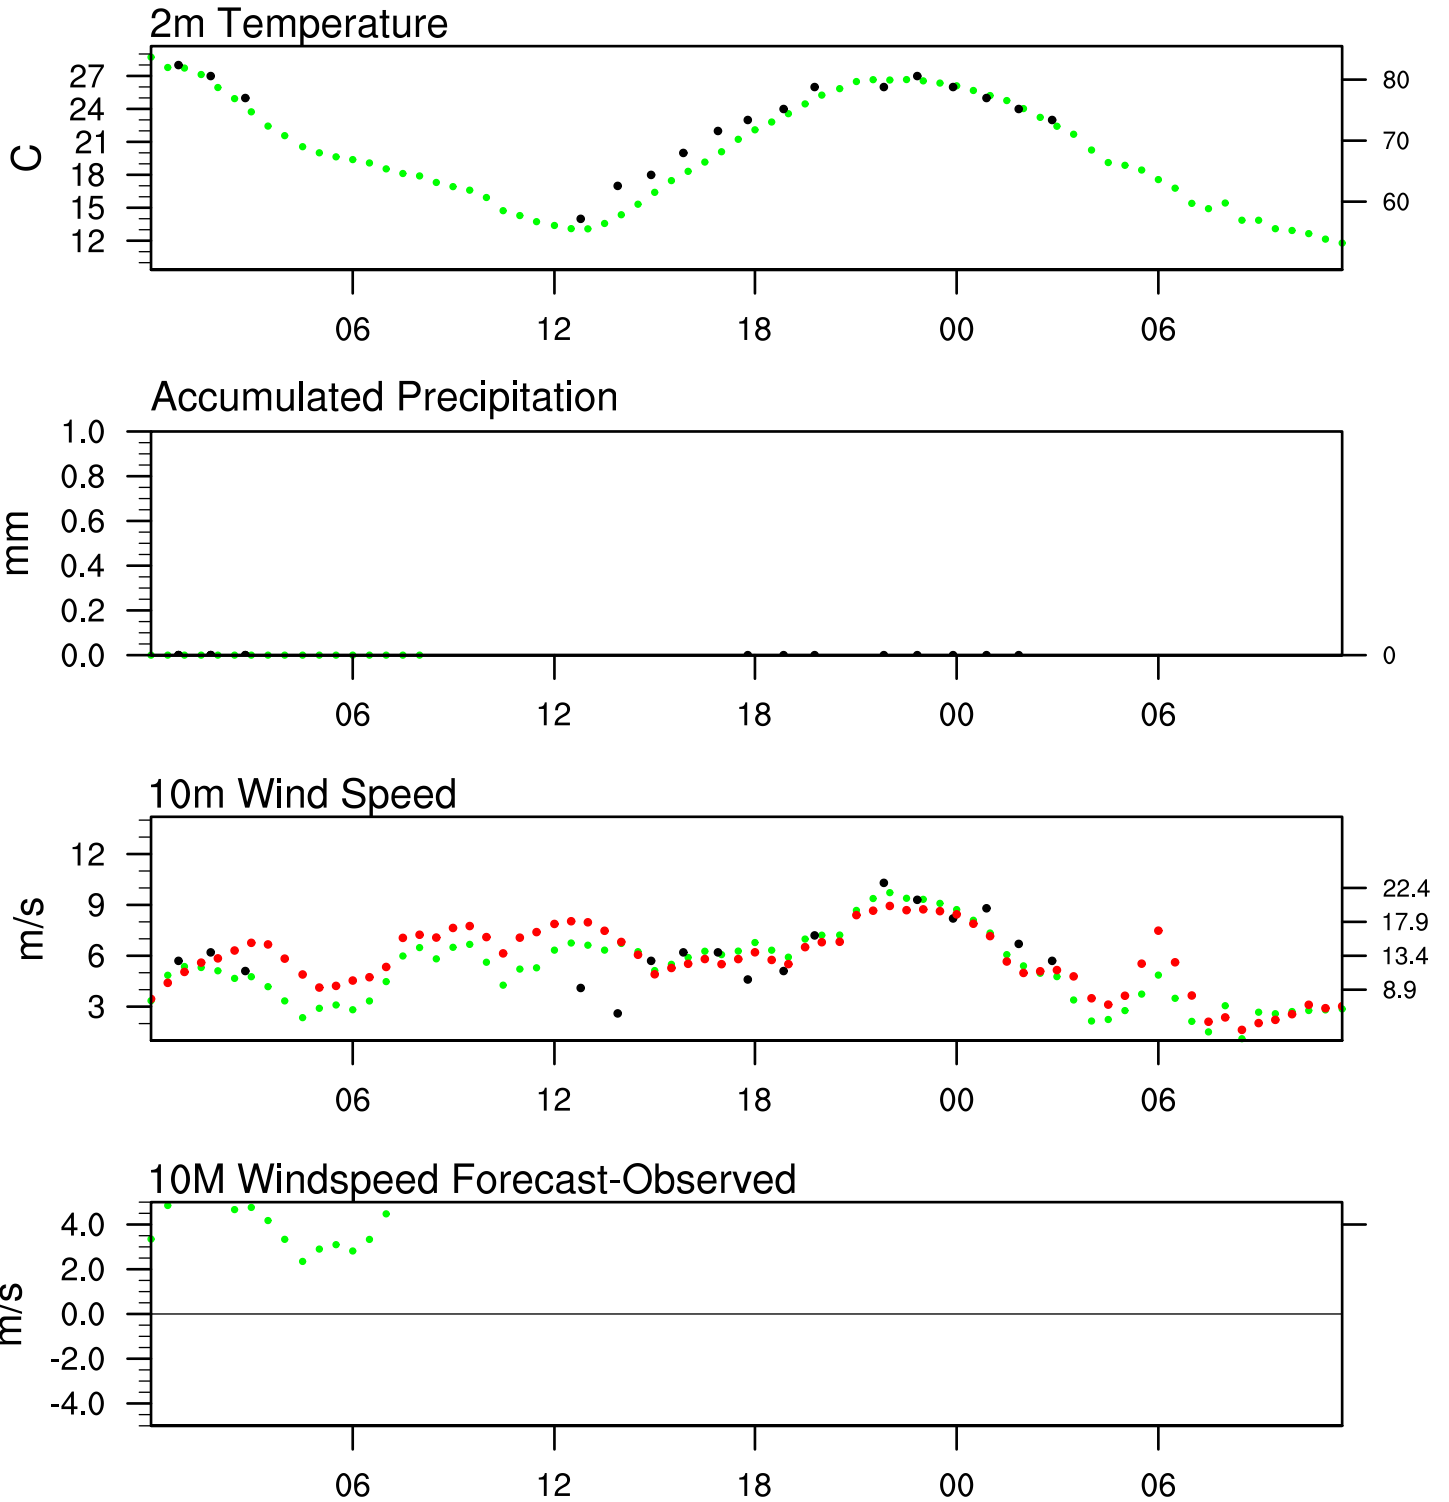 2m Temperature
C
27
24
21
18
15
12
80
70
60
06 12 18 00 06
Accumulated Precipitation
mm
1.0
0.8
0.6
0.4
0.2
0.0
0
06 12 18 00 06
10m Wind Speed
m/s
12
9
6
3
22.4
17.9
13.4
8.9
06 12 18 00 06
10M Windspeed Forecast-Observed
m/s
4.0
2.0
0.0
-2.0
-4.0
06 12 18 00 06